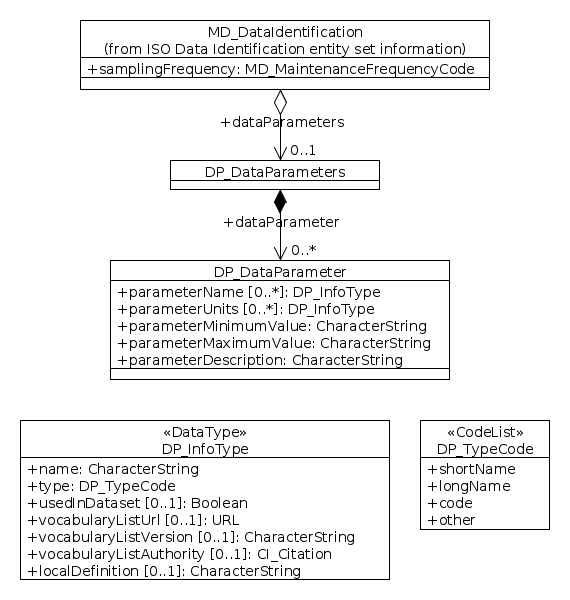 MD_DataIdentification
(from ISO Data Identification entity set information)
+samplingFrequency: MD_MaintenanceFrequencyCode
+dataParameters
0..1
DP_DataParameters
+dataParameter
0..*
DP_DataParameter
+parameterName [0..*]: DP_InfoType
+parameterUnits [0..*]: DP_InfoType
+parameterMinimumValue: CharacterString
+parameterMaximumValue: CharacterString
+parameterDescription: CharacterString
«DataType»
DP_InfoType
+name: CharacterString
+type: DP_TypeCode
+usedInDataset [0..1]: Boolean
+vocabularyListUrl [0..1]: URL
+vocabularyListVersion [0..1]: CharacterString
+vocabularyListAuthority [0..1]: CI_Citation
+localDefinition [0..1]: CharacterString
«CodeList»
DP_TypeCode
+shortName
+longName
+code
+other